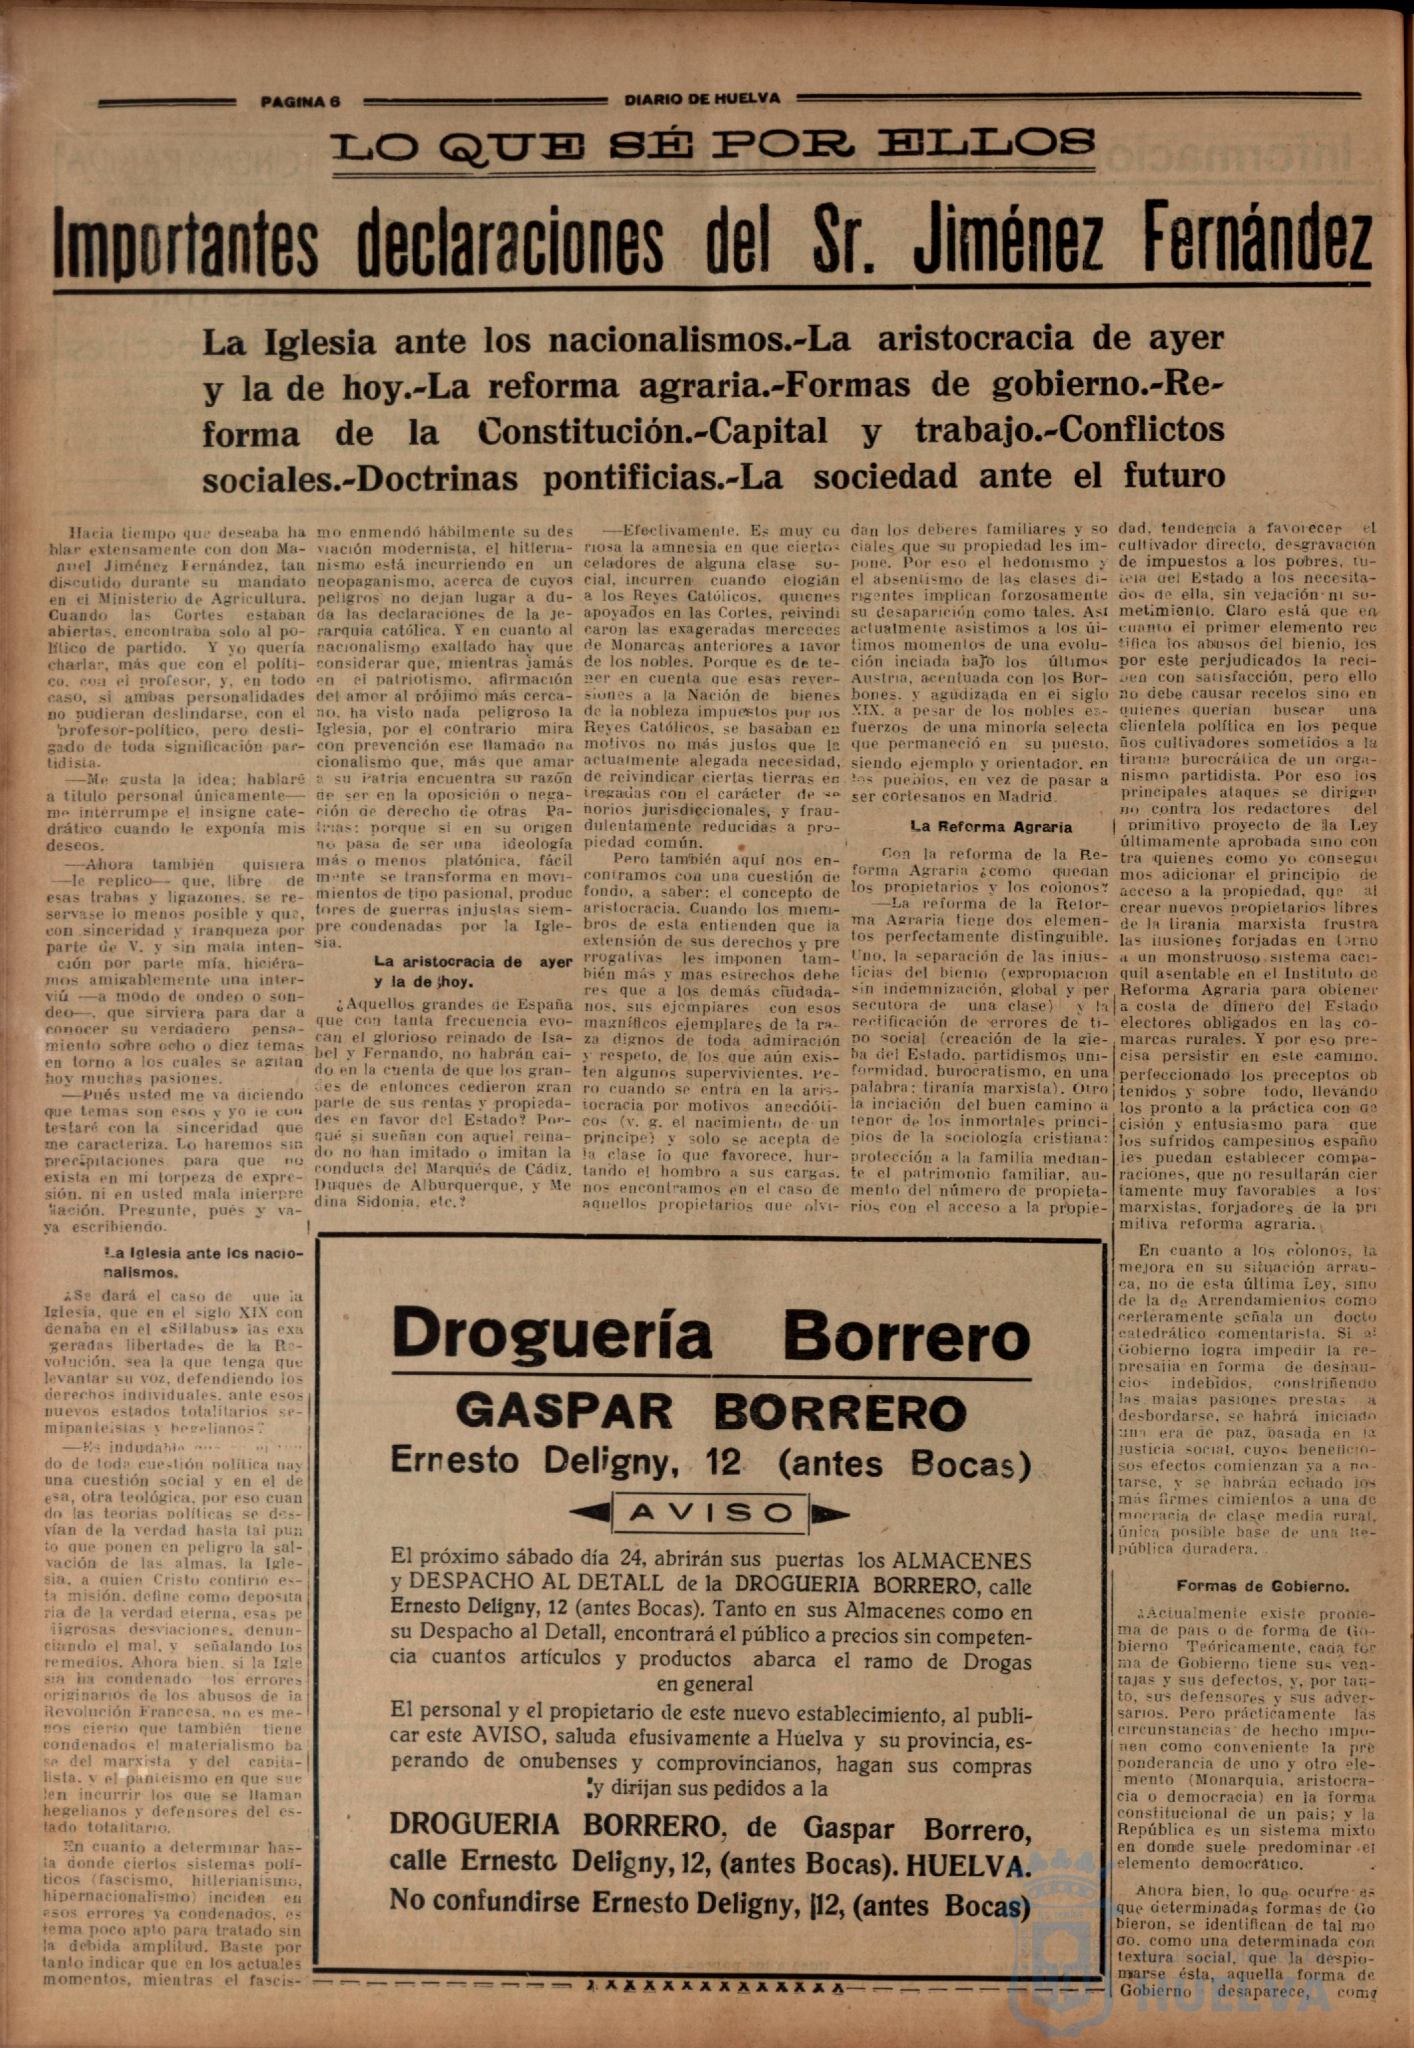 PAGINA 6
DIARIO DE HUELVA
LO QUE SÉ POR ELLOS
Importantes declaraciones del Sr. Jiménez Fernández
La Iglesia ante los nacionalismos.-La aristocracia de ayer
y la de hoy.-La reforma agraria.-Formas de gobierno.-Re-
forma de la Constitución.-Capital y trabajo.-Conflictos
sociales.-Doctrinas pontificias.-La sociedad ante el futuro
Hacia tiempo que deseaba ha
blar extensamente con don Ma-
nuel Jiménez Fernández, tan
discutido durante su mandato
en el Ministerio de Agricultura.
Cuando las Cortes estaban
abiertas, encontraba solo al po-
lítico de partido. Y yo quería
charlar, más que con el políti-
co, con el profesor, y, en todo
caso, si ambas personalidades
no pudieran deslindarse, con el
profesor-político, pero desli-
gado de toda significación par-
tidista.
—Me gusta la idea; hablaré
a título personal únicamente—
me interrumpe el insigne cate-
drático cuando le exponía mis
deseos.
—Ahora también quisiera
—le replico— que, libre de
esas trabas y ligazones, se re-
servase lo menos posible y que,
con sinceridad y franqueza por
parte de V. y sin mala inten-
ción por parte mía, hiciéra-
mos amigablemente una inter-
viú —a modo de ondeo o son-
deo—, que sirviera para dar a
conocer su verdadero pensa-
miento sobre ocho o diez temas
en torno a los cuales se agitan
hoy muchas pasiones.
—Pués usted me va diciendo
que temas son esos y yo le con
testaré con la sinceridad que
me caracteriza. Lo haremos sin
precipitaciones para que no
exista en mi torpeza de expre-
sión, ni en usted mala interpre
tación. Pregunte, pués y va-
ya escribiendo.
La Iglesia ante los nacio-
nalismos.
¿Se dará el caso de que la
Iglesia, que en el siglo XIX con
denaba en el «Sillabus» las exa
geradas libertades de la Re-
volución, sea la que tenga que
levantar su voz, defendiendo los
derechos individuales, ante esos
nuevos estados totalitarios se-
mipanteistas y hegelianos?
—Es indudable
do de toda cuestión política hay
una cuestión social y en el de
esa, otra teológica, por eso cuan
do las teorías políticas se des-
vían de la verdad hasta tal pun
to que ponen en peligro la sal-
vación de las almas, la Igle-
sia, a quien Cristo confirió es-
ta misión, define como deposita
ria de la verdad eterna, esas pe
ligrosas desviaciones, denun-
ciando el mal, y señalando los
remedios. Ahora bien, si la Igle
sia ha condenado los errores
originarios de los abusos de la
Revolución Francesa, no es me-
nos cierto que también tiene
condenados el materialismo ba
se del marxista y del capita-
lista, y el panteismo en que sue
len incurrir los que se llaman
hegelianos y defensores del es-
tado totalitario.
En cuanto a determinar has-
ta donde ciertos sistemas polí-
ticos (fascismo, hitlerianismo,
hipernacionalismo) inciden en
esos errores ya condenados, es
tema poco apto para tratado sin
la debida amplitud. Baste por
tanto indicar que en los actuales
momentos, mientras el fascis-
mo enmendó hábilmente su des
viación modernista, el hitleria-
nismo está incurriendo en un
neopaganismo, acerca de cuyos
peligros no dejan lugar a du-
da las declaraciones de la je-
rarquía católica. Y en cuanto al
nacionalismo exaltado hay que
considerar que, mientras jamás
en el patriotismo, afirmación
del amor al prójimo más cerca-
no, ha visto nada peligroso la
Iglesia, por el contrario mira
con prevención ese llamado na
cionalismo que, más que amar
a su Patria encuentra su razón
de ser en la oposición o nega-
ción de derecho de otras Pa-
trias; porque si en su origen
no pasa de ser una ideología
más o menos platónica, fácil
mente se transforma en movi-
mientos de tipo pasional, produc
tores de guerras injustas siem-
pre condenadas por la Igle-
sia.
La aristocracia de ayer
y la de hoy.
¿Aquellos grandes de España
que con tanta frecuencia evo-
can el glorioso reinado de Isa-
bel y Fernando, no habrán caí-
do en la cuenta de que los gran-
des de entonces cedieron gran
parte de sus rentas y propieda-
des en favor del Estado? Por-
qué si sueñan con aquel reina-
do no han imitado o imitan la
conducta del Marqués de Cádiz,
Duques de Alburquerque, y Me
dina Sidonia, etc.?
—Efectivamente. Es muy cu
riosa la amnesia en que ciertos
celadores de alguna clase so-
cial, incurren cuando elogian
a los Reyes Católicos, quienes
apoyados en las Cortes, reivindi
caron las exageradas mercedes
de Monarcas anteriores a favor
de los nobles. Porque es de te-
ner en cuenta que esas rever-
siones a la Nación de bienes
de la nobleza impuestos por los
Reyes Católicos, se basaban en
motivos no más justos que la
actualmente alegada necesidad,
de reivindicar ciertas tierras en
tregadas con el carácter de se-
norios jurisdiccionales, y frau-
dulentamente reducidas a pro-
piedad común.
Pero también aquí nos en-
contramos con una cuestión de
fondo, a saber: el concepto de
aristocracia. Cuando los miem-
bros de esta entienden que la
extensión de sus derechos y pre
rrogativas les imponen tam-
bién más y mas estrechos debe
res que a los demás ciudada-
nos, sus ejemplares con esos
magníficos ejemplares de la ra-
za dignos de toda admiración
y respeto, de los que aún exis-
ten algunos supervivientes. Pe-
ro cuando se entra en la aris-
tocracia por motivos anecdóti-
cos (v. g. el nacimiento de un
príncipe) y solo se acepta de
la clase lo que favorece, hur-
tando el hombro a sus cargas,
nos encontramos en el caso de
aquellos propietarios que olvi-
dan los deberes familiares y so
ciales que su propiedad les im-
pone. Por eso el hedonismo y
el absentismo de las clases di-
rigentes implican forzosamente
su desaparición como tales. Así
actualmente asistimos a los úl-
timos momentos de una evolu-
ción inciada bajo los últimos
Austria, acentuada con los Bor-
bones, y agudizada en el siglo
XIX, a pesar de los nobles es-
fuerzos de una minoría selecta
que permaneció en su puesto,
siendo ejemplo y orientador, en
los pueblos, en vez de pasar a
ser cortesanos en Madrid.
La Reforma Agraria
Con la reforma de la Re-
forma Agraria ¿como quedan
los propietarios y los colonos?
—La reforma de la Refor-
ma Agraria tiene dos elemen-
tos perfectamente distinguible.
Uno, la separación de las injus-
ticias del bienio (expropiacion
sin indemnización, global y per
secutora de una clase) y la
rectificación de errores de ti-
po social (creación de la gle-
ba del Estado, partidismos uni-
formidad, burocratismo, en una
palabra: tiranía marxista). Otro
la inciación del buen camino a
tenor de los inmortales princi-
pios de la sociología cristiana:
protección a la familia median-
te el patrimonio familiar, au-
mento del número de propieta-
rios con el acceso a la propie-
dad, tendencia a favorecer el
cultivador directo, desgravación
de impuestos a los pobres, tu-
tela del Estado a los necesita-
dos de ella, sin vejación ni so-
metimiento. Claro está que en
cuanto el primer elemento rec
tifica los abusos del bienio, los
por este perjudicados la reci-
ben con satisfacción, pero ello
no debe causar recelos sino en
quienes querían buscar una
clientela política en los peque
ños cultivadores sometidos a la
tiranía burocrática de un orga-
nismo partidista. Por eso los
principales ataques se dirigen
no contra los redactores del
primitivo proyecto de la Ley
últimamente aprobada sino con
tra quienes como yo consegui
mos adicionar el principio de
acceso a la propiedad, que al
crear nuevos propietarios libres
de la tiranía marxista frustra
las ilusiones forjadas en torno
a un monstruoso sistema caci-
quil asentable en el Instituto de
Reforma Agraria para obtener
a costa de dinero del Estado
electores obligados en las co-
marcas rurales. Y por eso pre-
cisa persistir en este camino,
perfeccionado los preceptos ob
tenidos y sobre todo, llevando
los pronto a la práctica con de
cisión y entusiasmo para que
los sufridos campesinos españo
les puedan establecer compa-
raciones, que no resultarán cier
tamente muy favorables a los
marxistas, forjadores de la pri
mitiva reforma agraria.
En cuanto a los colonos, la
mejora en su situación arran-
ca, no de esta última Ley, sino
de la de Arrendamientos como
certeramente señala un docto
catedrático comentarista. Si al
Gobierno logra impedir la re-
presalia en forma de desahu-
cios indebidos, constriñendo
las malas pasiones prestas a
desbordarse, se habrá iniciado
una era de paz, basada en la
justicia social, cuyos beneficio-
sos efectos comienzan ya a no-
tarse, y se habrán echado los
más firmes cimientos a una de
mocracia de clase media rural,
única posible base de una Re-
pública duradera.
Formas de Gobierno.
¿Actualmente existe proble-
ma de país o de forma de Go-
bierno Teóricamente, cada for
ma de Gobierno tiene sus ven-
tajas y sus defectos, y, por tan-
to, sus defensores y sus adver-
sarios. Pero prácticamente las
circunstancias de hecho impo-
nen como conveniente la pre
ponderancia de uno y otro ele-
mento (Monarquía, aristocra-
cia o democracia) en la forma
constitucional de un país; y la
República es un sistema mixto
en donde suele predominar el
elemento democrático.
Ahora bien, lo que ocurre es
que determinadas formas de Go
bieron, se identifican de tal mo
do, como una determinada con
textura social, que la desplo-
marse ésta, aquella forma de
Gobierno desaparece, como
Droguería Borrero
GASPAR BORRERO
Ernesto Deligny, 12 (antes Bocas)
AVISO
El próximo sábado día 24, abrirán sus puertas los ALMACENES
y DESPACHO AL DETALL de la DROGUERIA BORRERO, calle
Ernesto Deligny, 12 (antes Bocas). Tanto en sus Almacenes como en
su Despacho al Detall, encontrará el público a precios sin competen-
cia cuantos artículos y productos abarca el ramo de Drogas
en general
El personal y el propietario de este nuevo establecimiento, al publi-
car este AVISO, saluda efusivamente a Huelva y su provincia, es-
perando de onubenses y comprovincianos, hagan sus compras
y dirijan sus pedidos a la
DROGUERIA BORRERO, de Gaspar Borrero,
calle Ernesto Deligny, 12, (antes Bocas). HUELVA.
No confundirse Ernesto Deligny, 12, (antes Bocas)
HUELVA